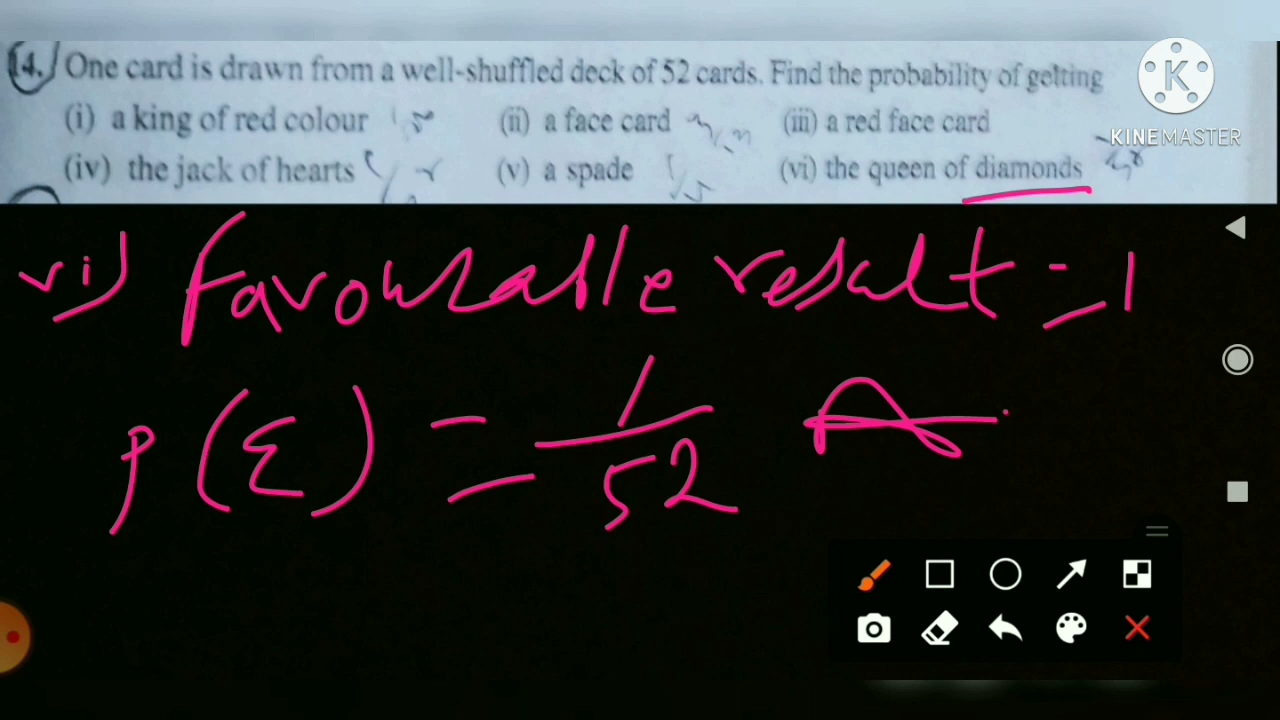 14. One card is drawn from a well-shuffled deck of 52 cards. Find the probability of getting
(i) a king of red colour (ii) a face card (iii) a red face card
KINEMASTER
(iv) the jack of hearts (v) a spade (vi) the queen of diamonds
vi) Favourable result = 1
P(E) = 1/52